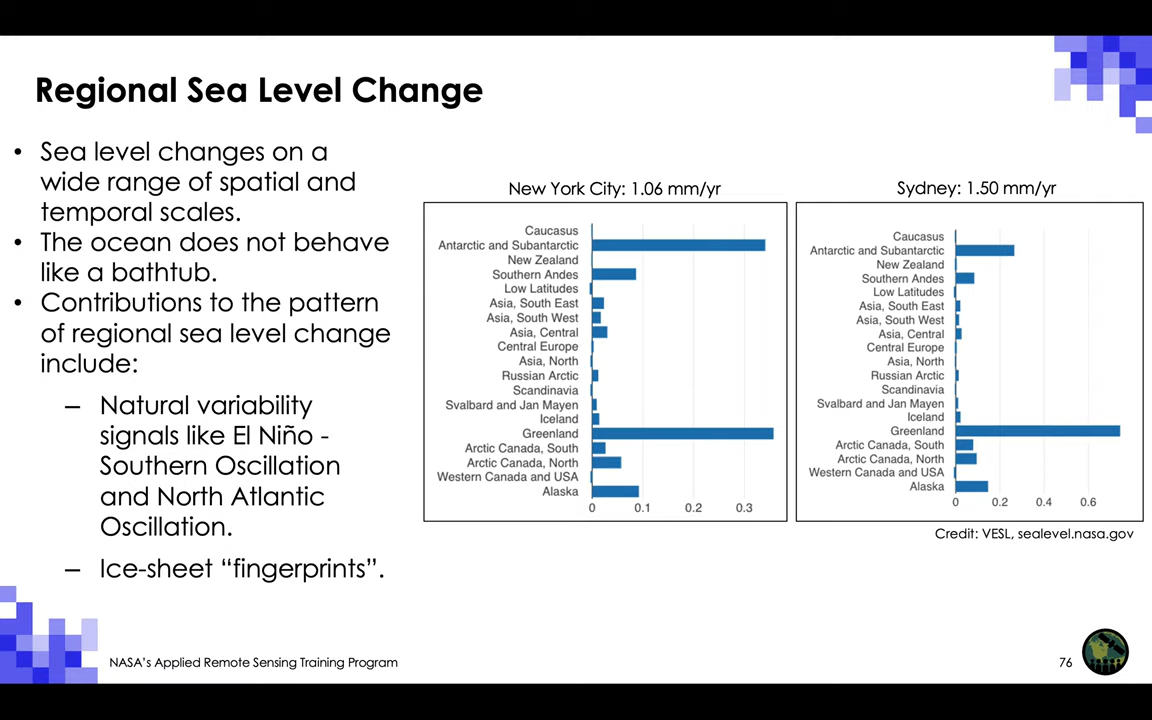 Regional Sea Level Change
• Sea level changes on a
wide range of spatial and
temporal scales.
• The ocean does not behave
like a bathtub.
• Contributions to the pattern
of regional sea level change
include:
– Natural variability
signals like El Niño -
Southern Oscillation
and North Atlantic
Oscillation.
– Ice-sheet “fingerprints”.
New York City: 1.06 mm/yr
Caucasus
Antarctic and Subantarctic
New Zealand
Southern Andes
Low Latitudes
Asia, South East
Asia, South West
Asia, Central
Central Europe
Asia, North
Russian Arctic
Scandinavia
Svalbard and Jan Mayen
Iceland
Greenland
Arctic Canada, South
Arctic Canada, North
Western Canada and USA
Alaska
0 0.1 0.2 0.3
Sydney: 1.50 mm/yr
Caucasus
Antarctic and Subantarctic
New Zealand
Southern Andes
Low Latitudes
Asia, South East
Asia, South West
Asia, Central
Central Europe
Asia, North
Russian Arctic
Scandinavia
Svalbard and Jan Mayen
Iceland
Greenland
Arctic Canada, South
Arctic Canada, North
Western Canada and USA
Alaska
0 0.2 0.4 0.6
Credit: VESL, sealevel.nasa.gov
NASA’s Applied Remote Sensing Training Program
76